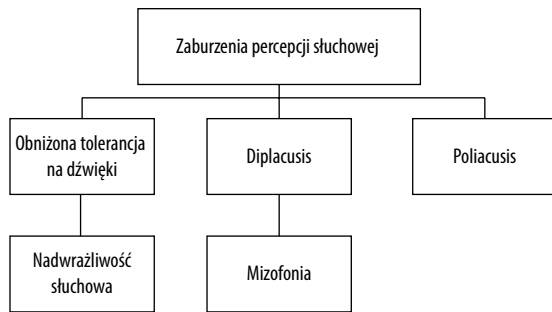 Zaburzenia percepcji słuchowej
Obniżona tolerancja
na dźwięki
Diplacusis
Poliacusis
Nadwrażliwość
słuchowa
Mizofonia